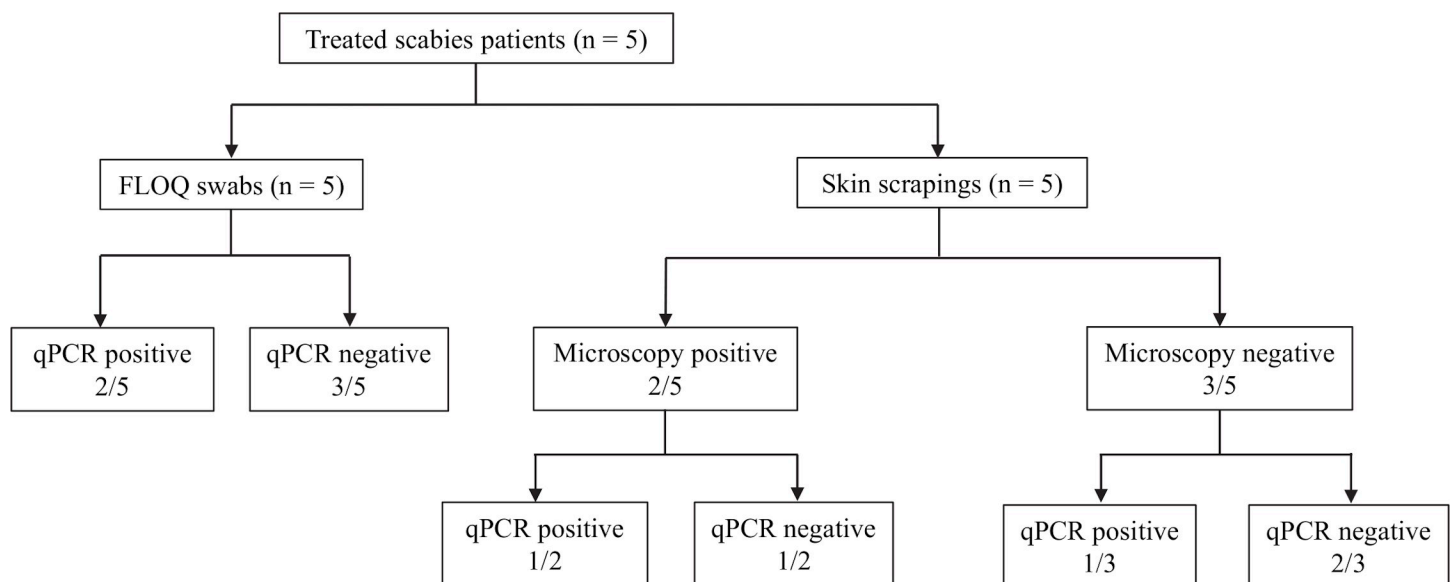 Treated scabies patients (n = 5)
FLOQ swabs (n = 5)
Skin scrapings (n = 5)
qPCR positive
2/5
qPCR negative
3/5
Microscopy positive
2/5
Microscopy negative
3/5
qPCR positive
1/2
qPCR negative
1/2
qPCR positive
1/3
qPCR negative
2/3